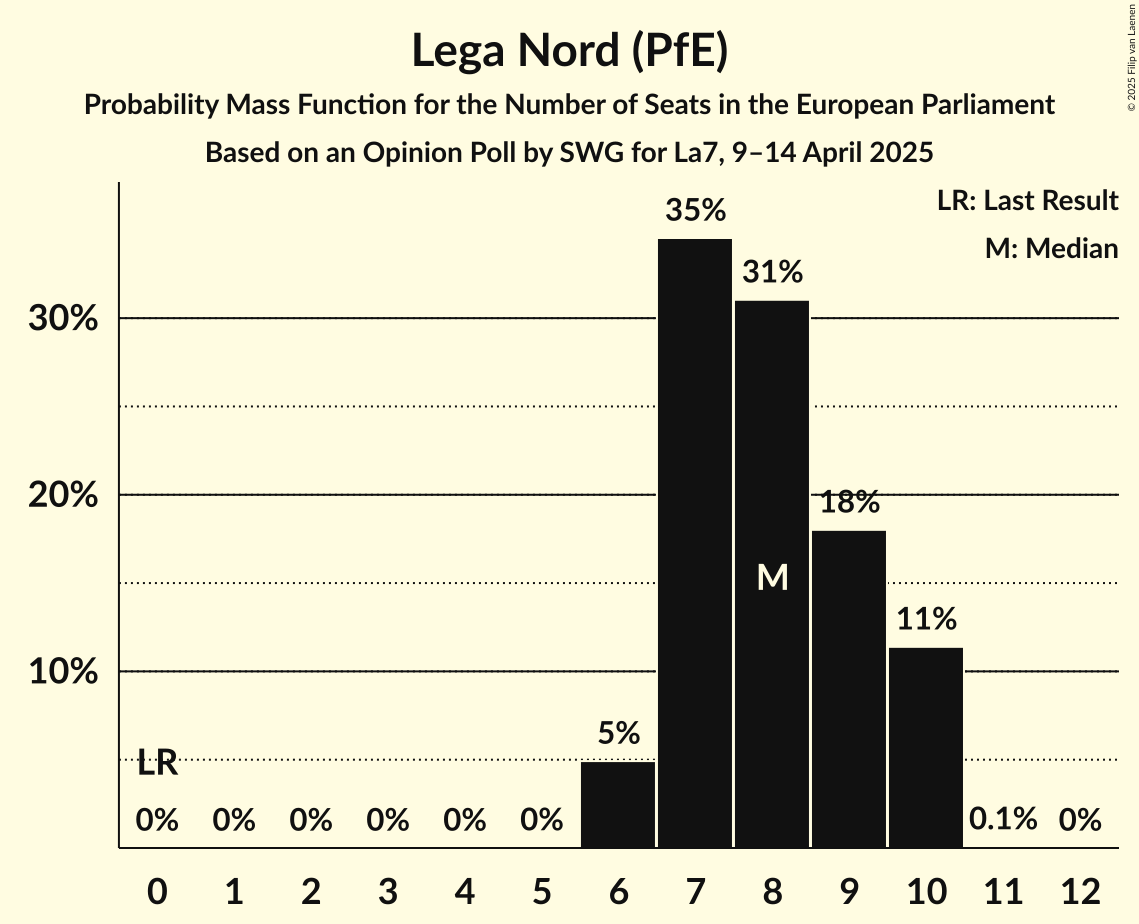 Lega Nord (PfE)
Probability Mass Function for the Number of Seats in the European Parliament
Based on an Opinion Poll by SWG for La7, 9–14 April 2025
© 2025 Filip van Laenen
LR: Last Result
M: Median
35%
31%
30%
20%
18%
M
11%
10%
5%
LR
0% 0% 0% 0% 0% 0% 0.1% 0%
0 1 2 3 4 5 6 7 8 9 10 11 12